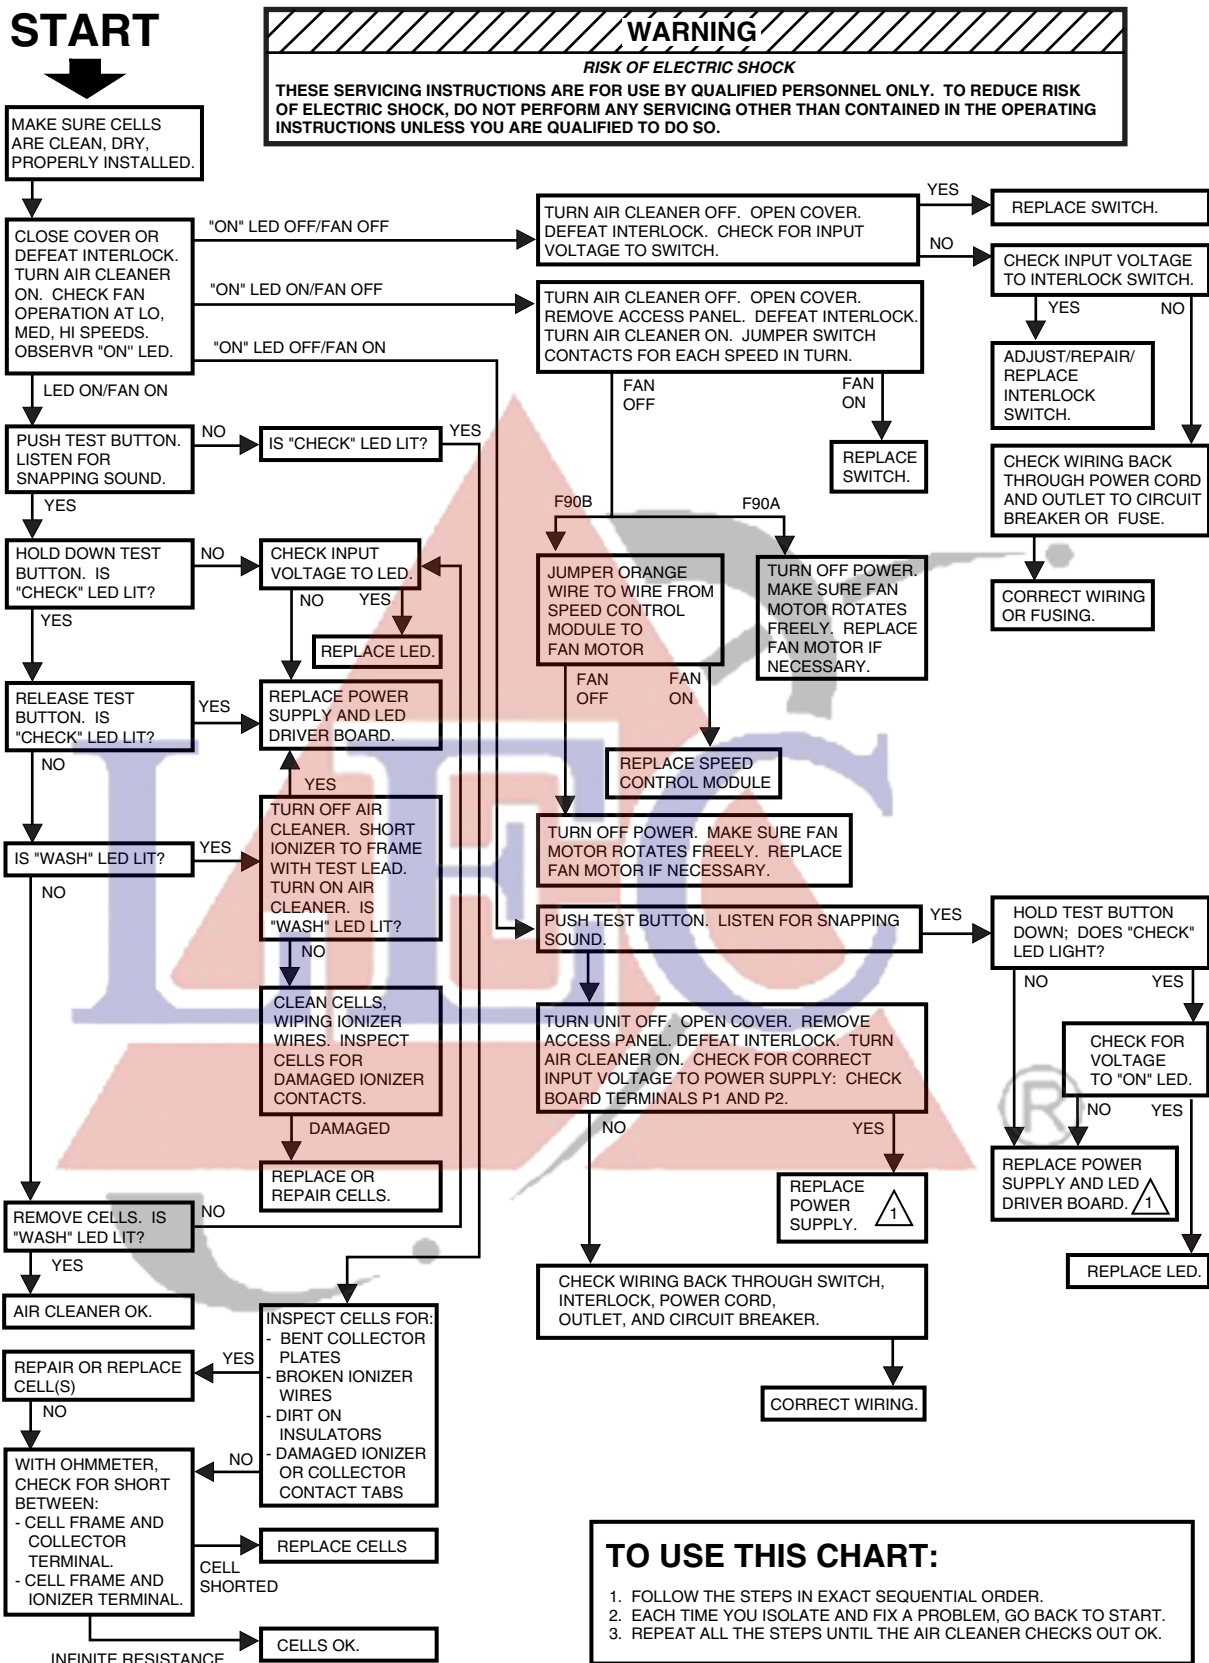 START
WARNING
RISK OF ELECTRIC SHOCK
THESE SERVICING INSTRUCTIONS ARE FOR USE BY QUALIFIED PERSONNEL ONLY. TO REDUCE RISK
OF ELECTRIC SHOCK, DO NOT PERFORM ANY SERVICING OTHER THAN CONTAINED IN THE OPERATING
INSTRUCTIONS UNLESS YOU ARE QUALIFIED TO DO SO.
MAKE SURE CELLS
ARE CLEAN, DRY,
PROPERLY INSTALLED.
CLOSE COVER OR
DEFEAT INTERLOCK.
TURN AIR CLEANER
ON. CHECK FAN
OPERATION AT LO,
MED, HI SPEEDS.
OBSERVR "ON" LED.
"ON" LED OFF/FAN OFF
"ON" LED ON/FAN OFF
"ON" LED OFF/FAN ON
LED ON/FAN ON
TURN AIR CLEANER OFF. OPEN COVER.
DEFEAT INTERLOCK. CHECK FOR INPUT
VOLTAGE TO SWITCH.
YES
REPLACE SWITCH.
NO
CHECK INPUT VOLTAGE
TO INTERLOCK SWITCH.
YES
NO
ADJUST/REPAIR/
REPLACE
INTERLOCK
SWITCH.
CHECK WIRING BACK
THROUGH POWER CORD
AND OUTLET TO CIRCUIT
BREAKER OR FUSE.
CORRECT WIRING
OR FUSING.
TURN AIR CLEANER OFF. OPEN COVER.
REMOVE ACCESS PANEL. DEFEAT INTERLOCK.
TURN AIR CLEANER ON. JUMPER SWITCH
CONTACTS FOR EACH SPEED IN TURN.
FAN
OFF
FAN
ON
REPLACE
SWITCH.
F90B
F90A
JUMPER ORANGE
WIRE TO WIRE FROM
SPEED CONTROL
MODULE TO
FAN MOTOR
TURN OFF POWER.
MAKE SURE FAN
MOTOR ROTATES
FREELY. REPLACE
FAN MOTOR IF
NECESSARY.
FAN
OFF
FAN
ON
REPLACE SPEED
CONTROL MODULE
TURN OFF POWER. MAKE SURE FAN
MOTOR ROTATES FREELY. REPLACE
FAN MOTOR IF NECESSARY.
PUSH TEST BUTTON.
LISTEN FOR
SNAPPING SOUND.
NO
IS "CHECK" LED LIT?
YES
YES
HOLD DOWN TEST
BUTTON. IS
"CHECK" LED LIT?
NO
CHECK INPUT
VOLTAGE TO LED.
NO
YES
REPLACE LED.
YES
RELEASE TEST
BUTTON. IS
"CHECK" LED LIT?
YES
REPLACE POWER
SUPPLY AND LED
DRIVER BOARD.
NO
YES
IS "WASH" LED LIT?
YES
TURN OFF AIR
CLEANER. SHORT
IONIZER TO FRAME
WITH TEST LEAD.
TURN ON AIR
CLEANER. IS
"WASH" LED LIT?
NO
NO
CLEAN CELLS,
WIPING IONIZER
WIRES. INSPECT
CELLS FOR
DAMAGED IONIZER
CONTACTS.
DAMAGED
REPLACE OR
REPAIR CELLS.
REMOVE CELLS. IS
"WASH" LED LIT?
NO
YES
AIR CLEANER OK.
PUSH TEST BUTTON. LISTEN FOR SNAPPING
SOUND.
YES
HOLD TEST BUTTON
DOWN; DOES "CHECK"
LED LIGHT?
NO
YES
CHECK FOR
VOLTAGE
TO "ON" LED.
NO
YES
REPLACE POWER
SUPPLY AND LED
DRIVER BOARD. 1
REPLACE LED.
TURN UNIT OFF. OPEN COVER. REMOVE
ACCESS PANEL. DEFEAT INTERLOCK. TURN
AIR CLEANER ON. CHECK FOR CORRECT
INPUT VOLTAGE TO POWER SUPPLY: CHECK
BOARD TERMINALS P1 AND P2.
NO
YES
REPLACE
POWER
SUPPLY. 1
CHECK WIRING BACK THROUGH SWITCH,
INTERLOCK, POWER CORD,
OUTLET, AND CIRCUIT BREAKER.
CORRECT WIRING.
INSPECT CELLS FOR:
- BENT COLLECTOR
PLATES
- BROKEN IONIZER
WIRES
- DIRT ON
INSULATORS
- DAMAGED IONIZER
OR COLLECTOR
CONTACT TABS
YES
REPAIR OR REPLACE
CELL(S)
NO
NO
WITH OHMMETER,
CHECK FOR SHORT
BETWEEN:
- CELL FRAME AND
COLLECTOR
TERMINAL.
- CELL FRAME AND
IONIZER TERMINAL.
CELL
SHORTED
REPLACE CELLS
INFINITE RESISTANCE
CELLS OK.
TO USE THIS CHART:
1. FOLLOW THE STEPS IN EXACT SEQUENTIAL ORDER.
2. EACH TIME YOU ISOLATE AND FIX A PROBLEM, GO BACK TO START.
3. REPEAT ALL THE STEPS UNTIL THE AIR CLEANER CHECKS OUT OK.
LEC
®